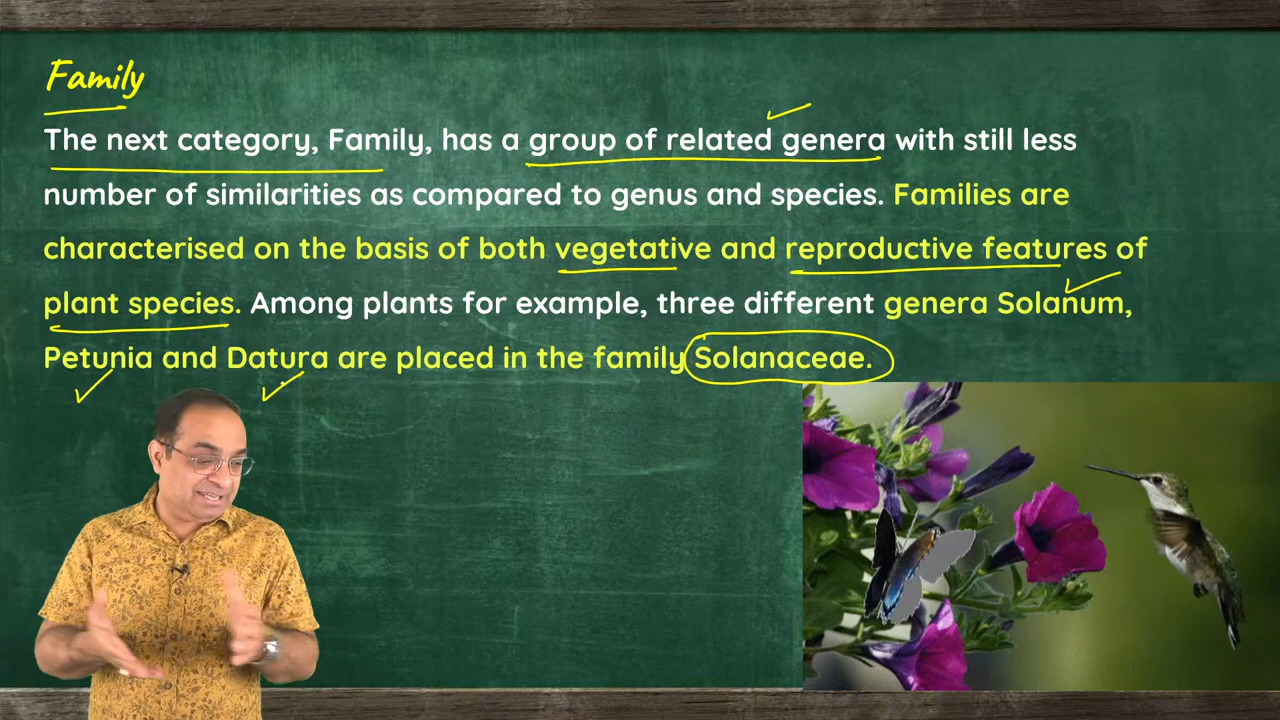 Family
The next category, Family, has a group of related genera with still less
number of similarities as compared to genus and species. Families are
characterised on the basis of both vegetative and reproductive features of
plant species. Among plants for example, three different genera Solanum,
Petunia and Datura are placed in the family Solanaceae.